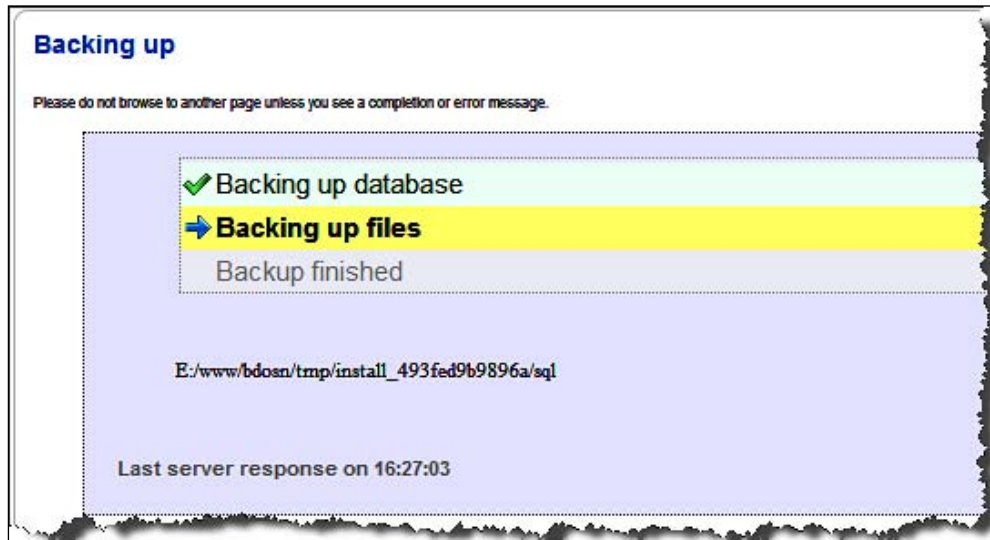 Backing up
Please do not browse to another page unless you see a completion or error message.
Backing up database
Backing up files
Backup finished
E:/www/bdosn/tmp/install_493fed9b9896a/sql
Last server response on 16:27:03